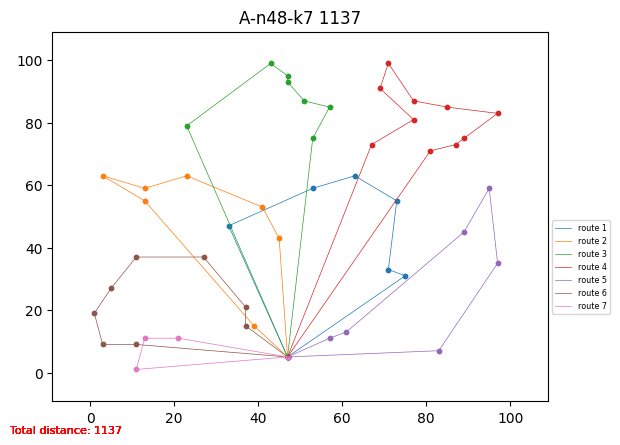 A-n48-k7 1137
100
80
60
40
20
0
0 20 40 60 80 100
route 1
route 2
route 3
route 4
route 5
route 6
route 7
Total distance: 1137